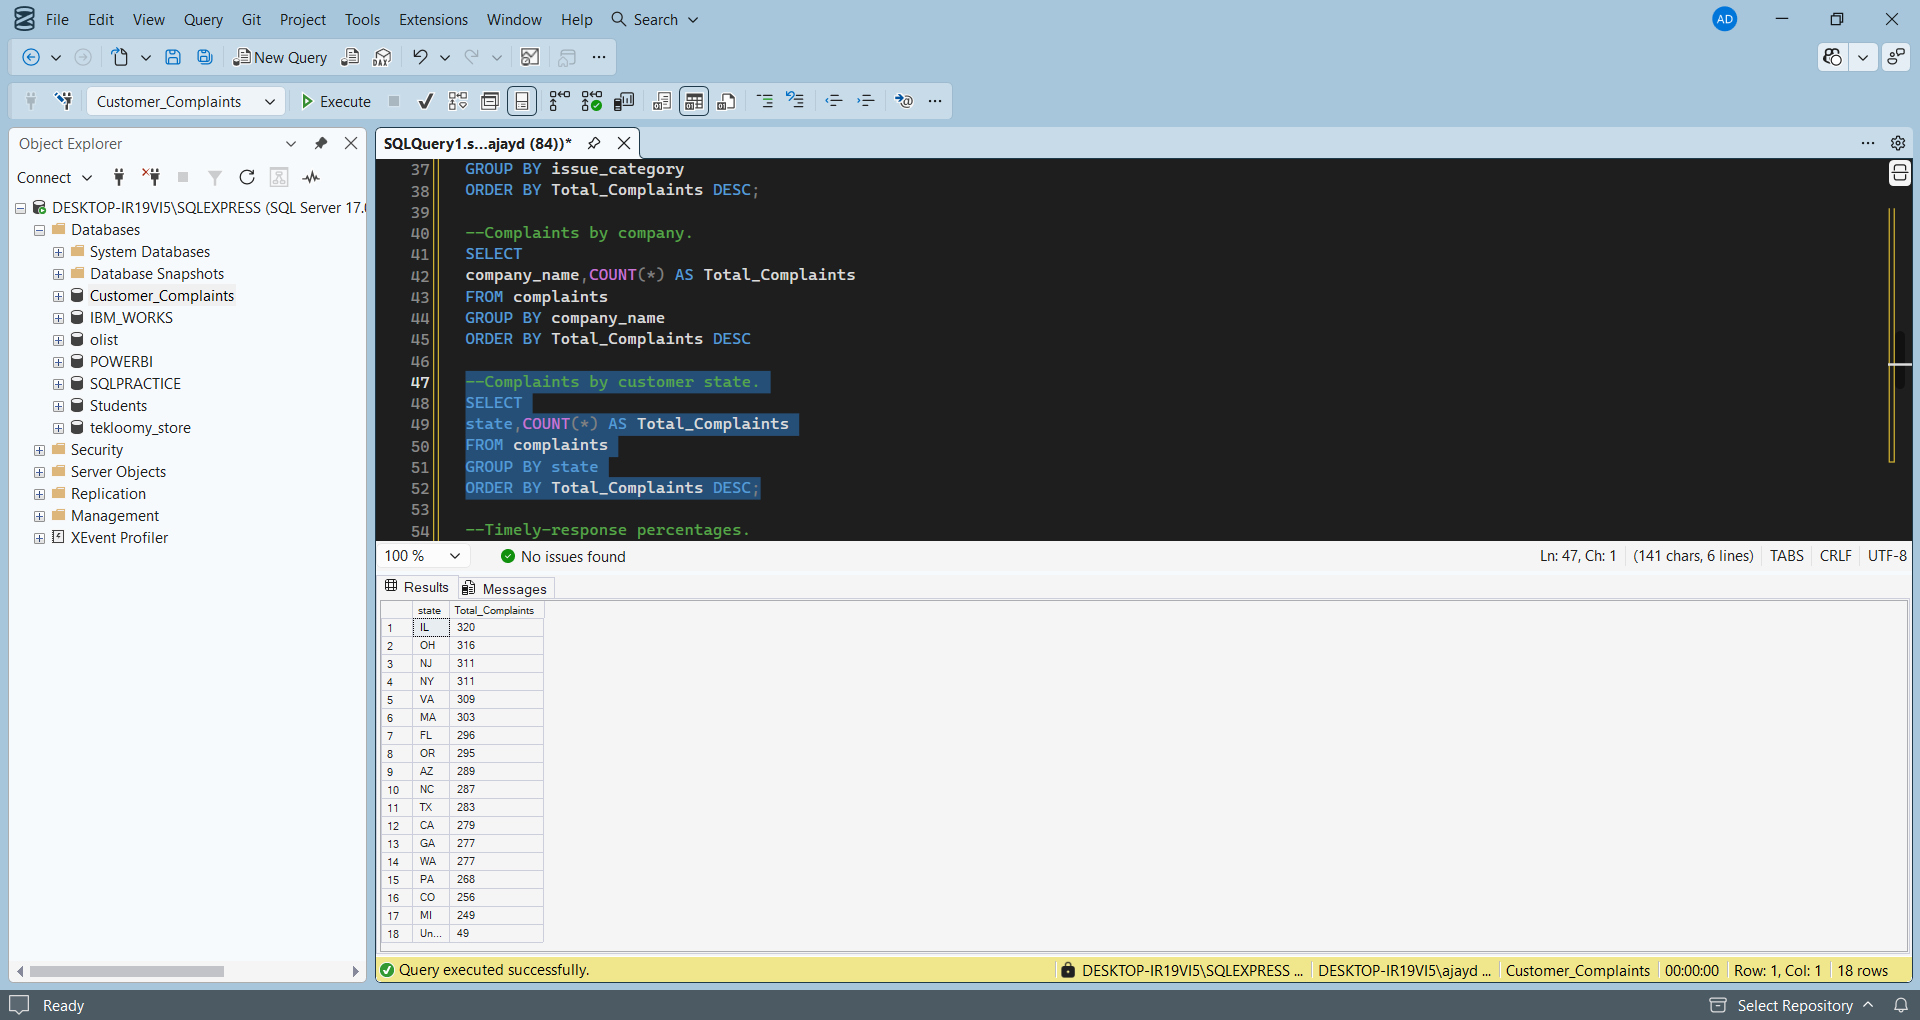 File Edit View Query Git Project Tools Extensions Window Help Search AD
New Query DAX
Customer_Complaints Execute
Object Explorer
Connect
DESKTOP-IR19VI5\SQLEXPRESS (SQL Server 17.
Databases
System Databases
Database Snapshots
Customer_Complaints
IBM_WORKS
olist
POWERBI
SQLPRACTICE
Students
tekloomy_store
Security
Server Objects
Replication
Management
XEvent Profiler
SQLQuery1.s...ajayd (84))*
37 GROUP BY issue_category
38 ORDER BY Total_Complaints DESC;
39
40 --Complaints by company.
41 SELECT
42 company_name,COUNT(*) AS Total_Complaints
43 FROM complaints
44 GROUP BY company_name
45 ORDER BY Total_Complaints DESC
46
47 --Complaints by customer state.
48 SELECT
49 state,COUNT(*) AS Total_Complaints
50 FROM complaints
51 GROUP BY state
52 ORDER BY Total_Complaints DESC;
53
54 --Timely-response percentages.
100 % No issues found Ln: 47, Ch: 1 (141 chars, 6 lines) TABS CRLF UTF-8
Results Messages
state Total_Complaints
1 IL 320
2 OH 316
3 NJ 311
4 NY 311
5 VA 309
6 MA 303
7 FL 296
8 OR 295
9 AZ 289
10 NC 287
11 TX 283
12 CA 279
13 GA 277
14 WA 277
15 PA 268
16 CO 256
17 MI 249
18 Un... 49
Query executed successfully. DESKTOP-IR19VI5\SQLEXPRESS ... DESKTOP-IR19VI5\ajayd ... Customer_Complaints 00:00:00 Row: 1, Col: 1 18 rows
Ready Select Repository